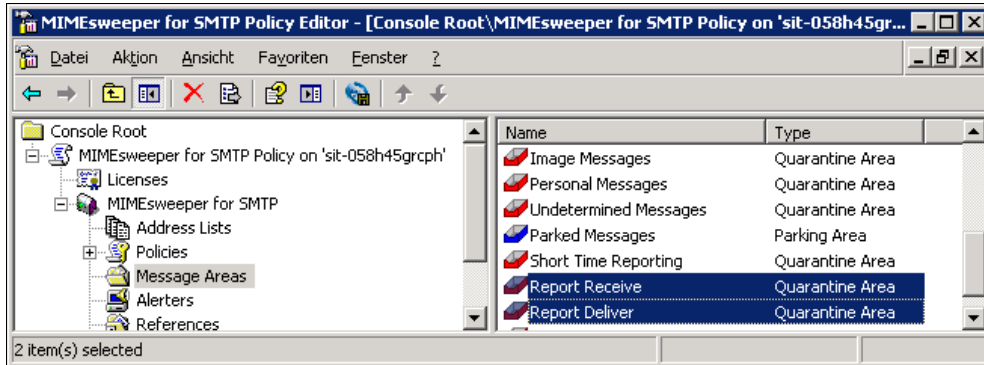 MIMEsweeper for SMTP Policy Editor - [Console Root\MIMEsweeper for SMTP Policy on 'sit-058h45gr...
Datei Aktion Ansicht Favoriten Fenster ?
Console Root
MIMEsweeper for SMTP Policy on 'sit-058h45grcph'
Licenses
MIMEsweeper for SMTP
Address Lists
Policies
Message Areas
Alerters
References
Name Type
Image Messages Quarantine Area
Personal Messages Quarantine Area
Undetermined Messages Quarantine Area
Parked Messages Parking Area
Short Time Reporting Quarantine Area
Report Receive Quarantine Area
Report Deliver Quarantine Area
2 item(s) selected